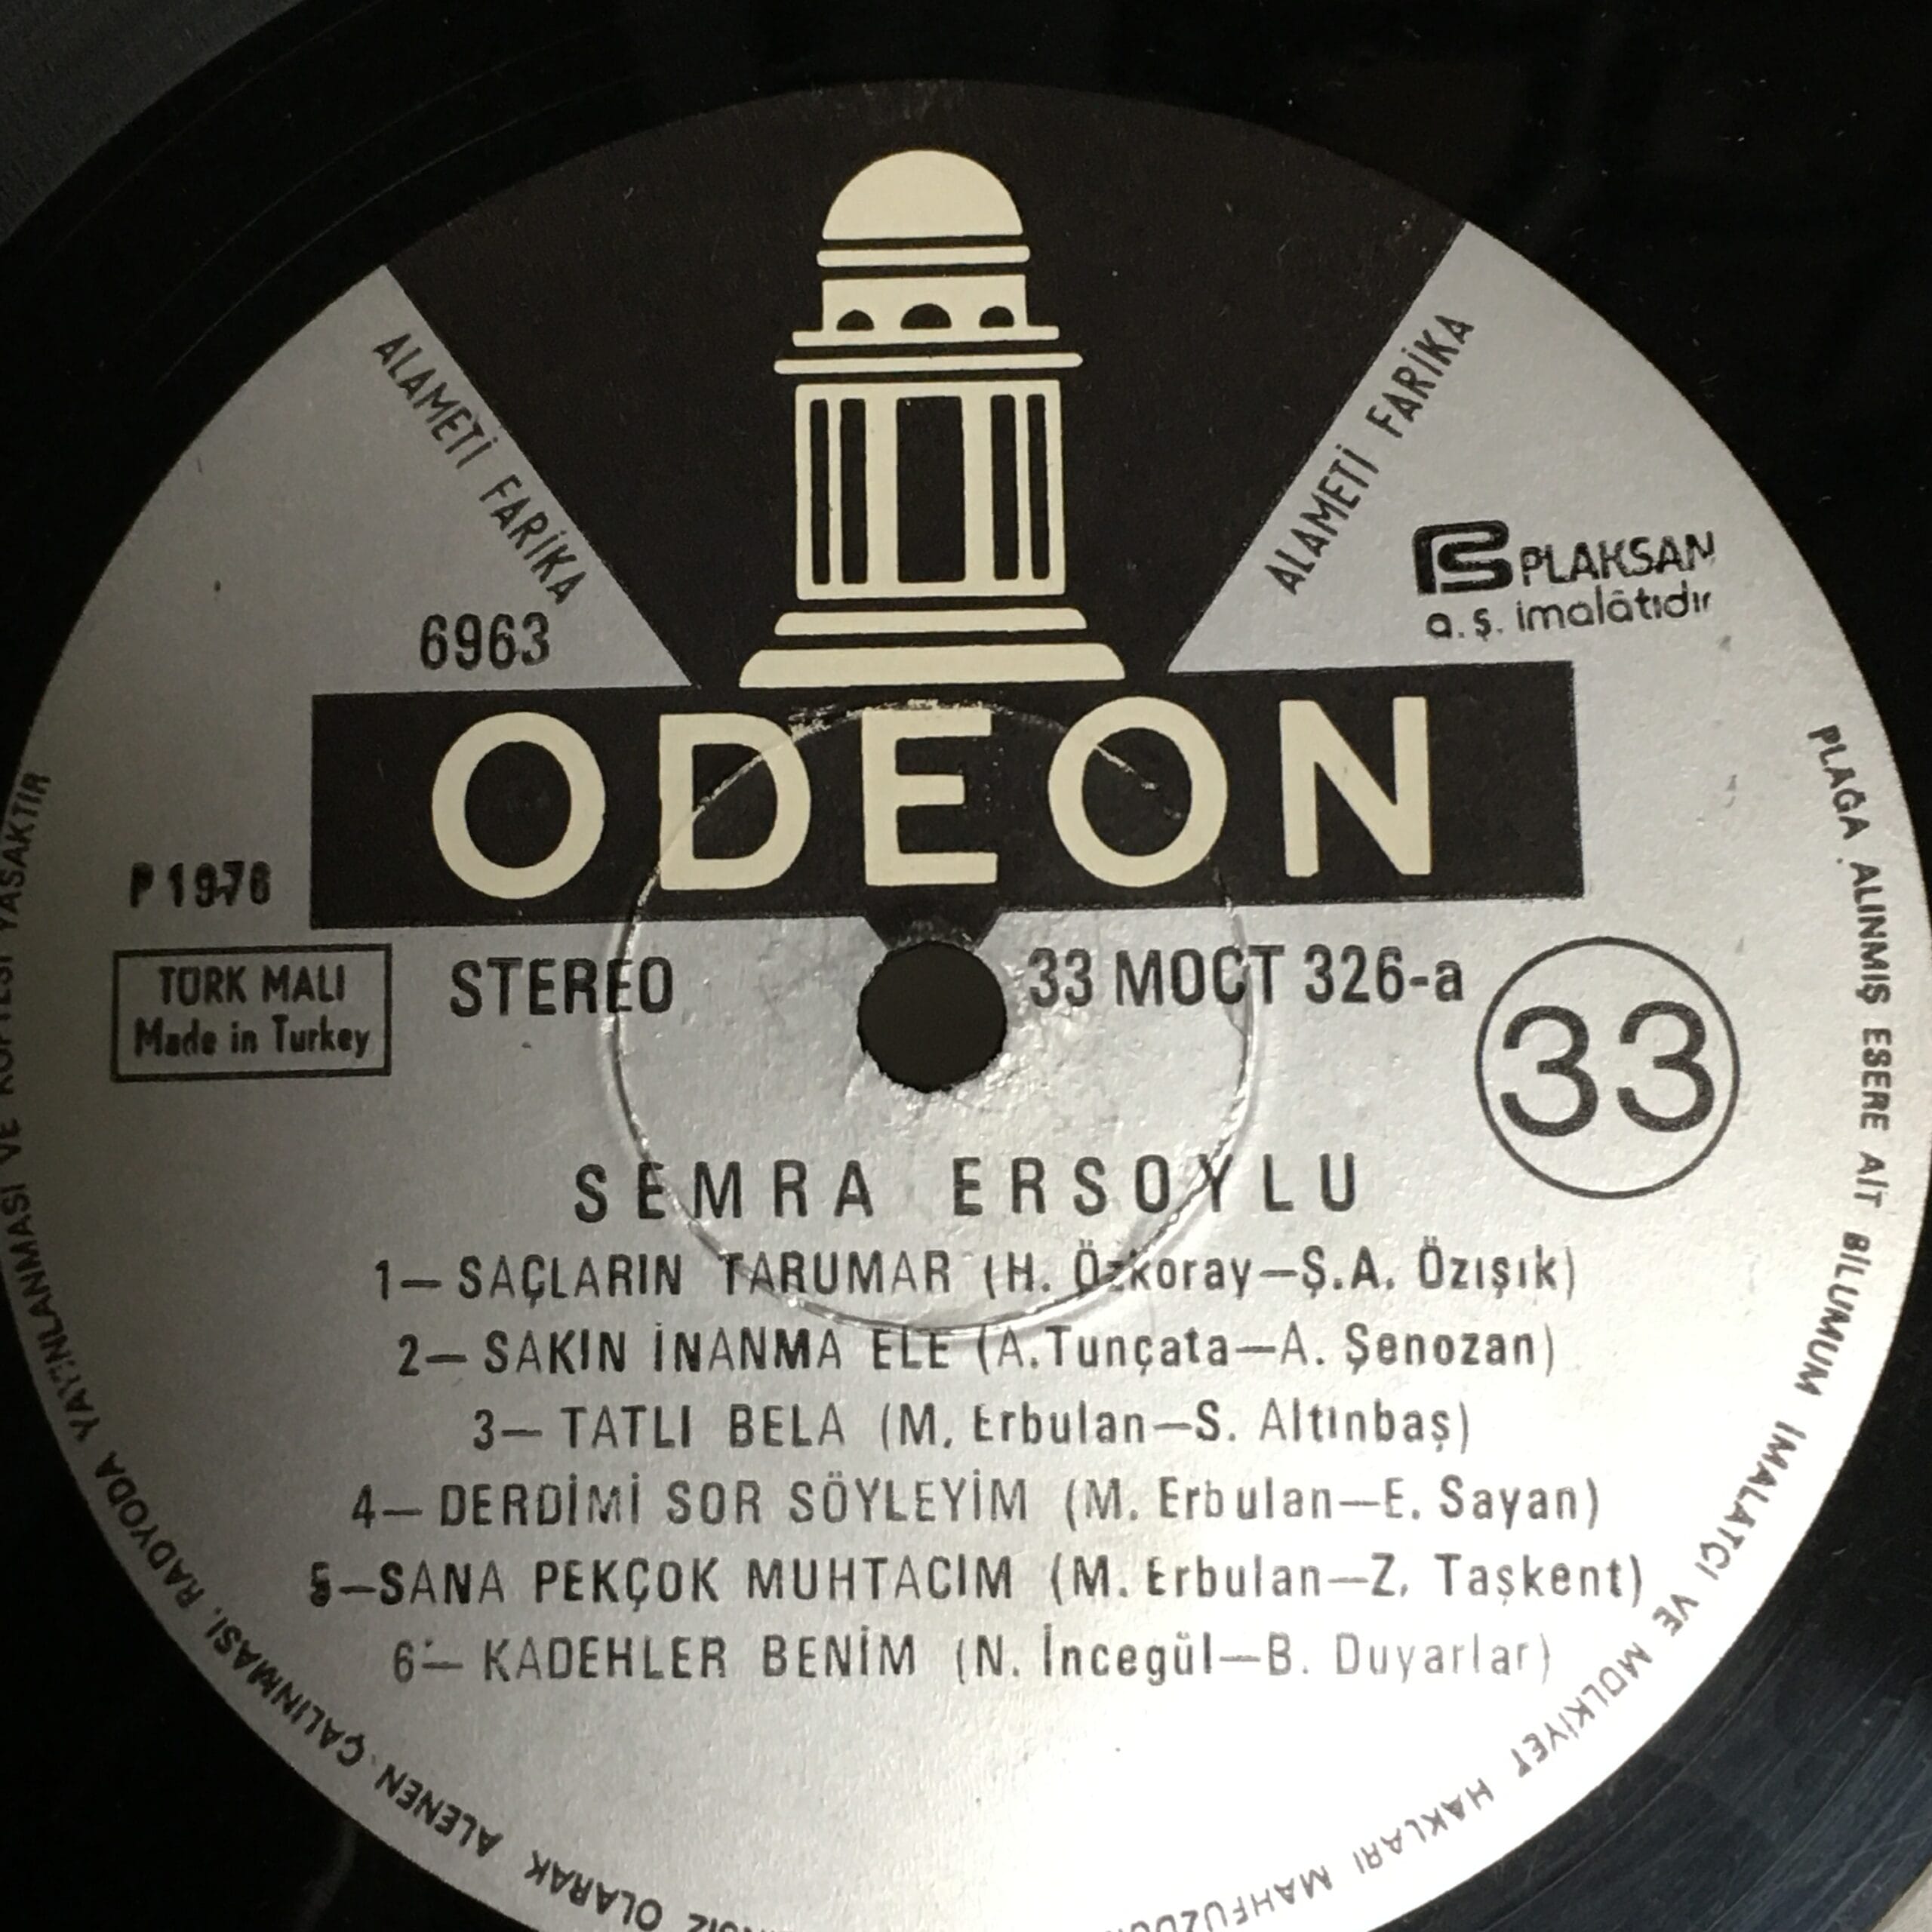 ALAMETİ FARİKA
ALAMETİ FARİKA
PLAKSAN
a.ş. imalâtıdır
6963
ODEON
P 1976
TÜRK MALI
Made in Turkey
STEREO
33 MOCT 326-a
33
SEMRA ERSOYLU
1— SAÇLARIN TARUMAR (H. Özkoray—Ş.A. Özışık)
2— SAKIN İNANMA ELE (A.Tunçata—A. Şenozan)
3— TATLI BELA (M. Erbulan—S. Altınbaş)
4— DERDİMİ SOR SÖYLEYİM (M. Erbulan—E. Sayan)
5—SANA PEKÇOK MUHTACIM (M. Erbulan—Z. Taşkent)
6— KADEHLER BENİM (N. İncegül—B. Duyarlar)
PLAĞA ALINMIŞ ESERE AİT BİLUMUM İMALATÇI VE MÜLKİYET HAKLARI
OLARAK ALENEN ÇALINMASI, RADYODA YAYINLANMASI VE KOPYESİ YASAKTIR